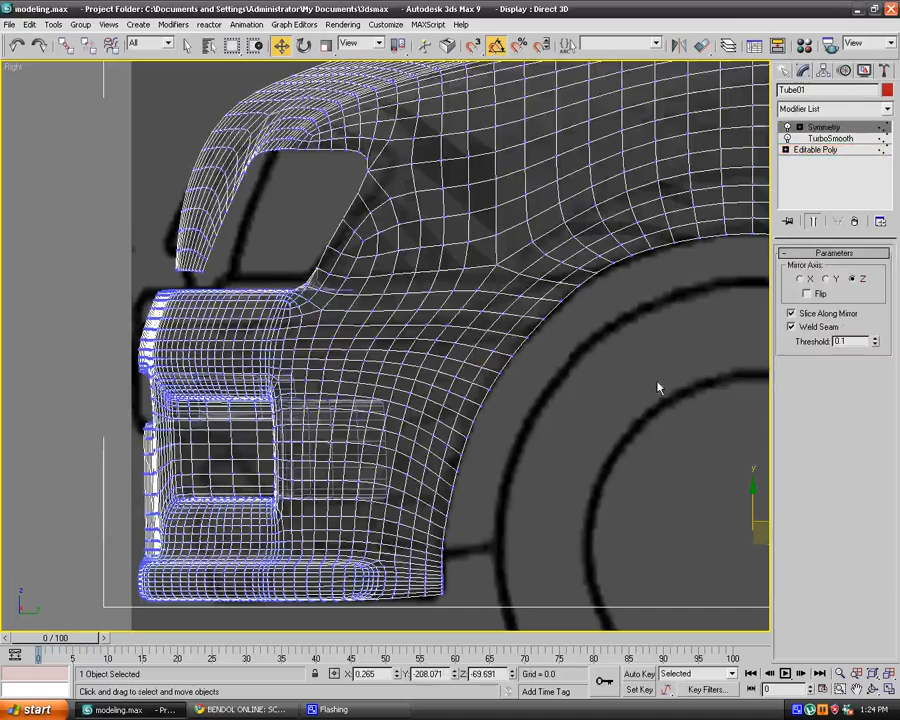 modeling.max - Project Folder: C:\Documents and Settings\Administrator\My Documents\3dsmax - Autodesk 3ds Max 9 - Display : Direct 3D
File Edit Tools Group Views Create Modifiers reactor Animation Graph Editors Rendering Customize MAXScript Help
All View View
Right
Tube01
Modifier List
Symmetry
TurboSmooth
Editable Poly
Parameters
Mirror Axis:
X Y Z
Flip
Slice Along Mirror
Weld Seam
Threshold: 0.1
y
z
0 / 100
0 5 10 15 20 25 30 35 40 45 50 55 60 65 70 75 80 85 90 95 100
1 Object Selected X: 0.265 Y: -208.071 Z: -69.691 Grid = 0.0 Auto Key Selected
Click and drag to select and move objects Add Time Tag Set Key Key Filters... 0
start modeling.max - Pr... BENDOL ONLINE: SC... Flashing 1:24 PM